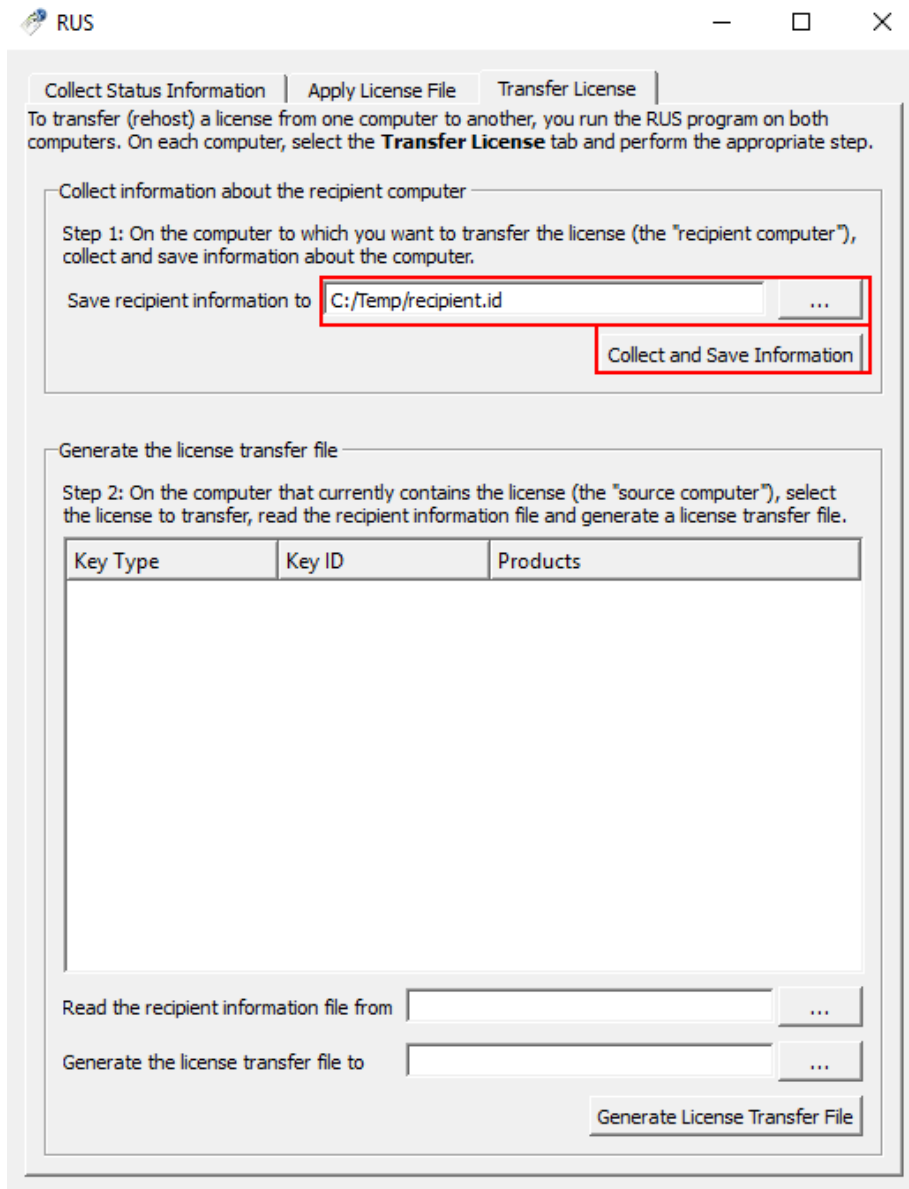 RUS
Collect Status Information
Apply License File
Transfer License
To transfer (rehost) a license from one computer to another, you run the RUS program on both
computers. On each computer, select the Transfer License tab and perform the appropriate step.
Collect information about the recipient computer
Step 1: On the computer to which you want to transfer the license (the "recipient computer"),
collect and save information about the computer.
Save recipient information to C:/Temp/recipient.id ...
Collect and Save Information
Generate the license transfer file
Step 2: On the computer that currently contains the license (the "source computer"), select
the license to transfer, read the recipient information file and generate a license transfer file.
Key Type Key ID Products
Read the recipient information file from ...
Generate the license transfer file to ...
Generate License Transfer File